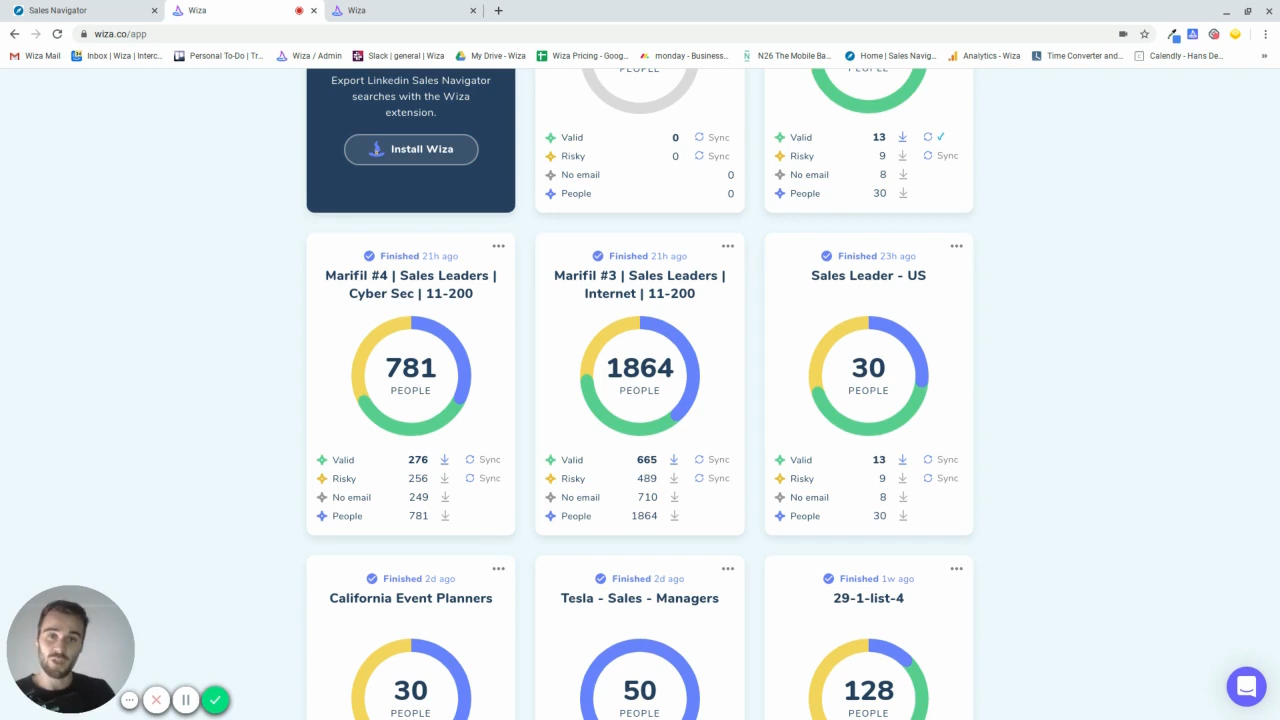 Sales Navigator
Wiza
Wiza
wiza.co/app
Wiza Mail
Inbox | Wiza | Interc...
Personal To-Do | Tr...
Wiza / Admin
Slack | general | Wiza
My Drive - Wiza
Wiza Pricing - Goog...
monday - Business...
N26 The Mobile Ba...
Home | Sales Navig...
Analytics - Wiza
Time Converter and...
Calendly - Hans De...
Export Linkedin Sales Navigator
searches with the Wiza
extension.
Install Wiza
PEOPLE
Valid 0 Sync
Risky 0 Sync
No email 0
People 0
PEOPLE
Valid 13
Risky 9 Sync
No email 8
People 30
Finished 21h ago
Marifil #4 | Sales Leaders |
Cyber Sec | 11-200
781
PEOPLE
Valid 276 Sync
Risky 256 Sync
No email 249
People 781
Finished 21h ago
Marifil #3 | Sales Leaders |
Internet | 11-200
1864
PEOPLE
Valid 665 Sync
Risky 489 Sync
No email 710
People 1864
Finished 23h ago
Sales Leader - US
30
PEOPLE
Valid 13 Sync
Risky 9 Sync
No email 8
People 30
Finished 2d ago
California Event Planners
30
PEOPLE
Finished 2d ago
Tesla - Sales - Managers
50
PEOPLE
Finished 1w ago
29-1-list-4
128
PEOPLE